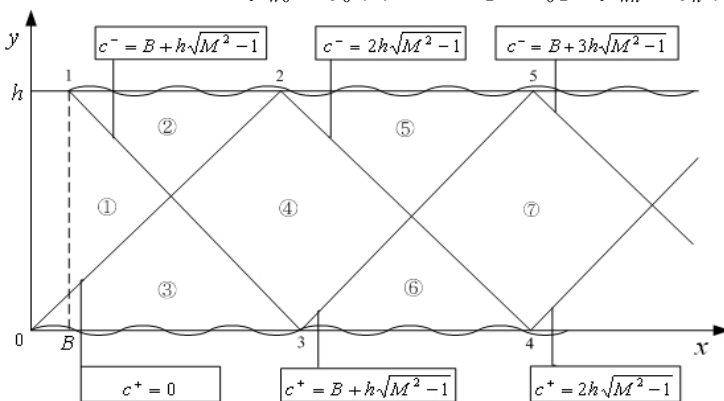 y
c⁻ = B + h√(M² − 1)
c⁻ = 2h√(M² − 1)
c⁻ = B + 3h√(M² − 1)
1
2
5
h
②
⑤
①
④
⑦
③
⑥
0
B
3
4
x
c⁺ = 0
c⁺ = B + h√(M² − 1)
c⁺ = 2h√(M² − 1)